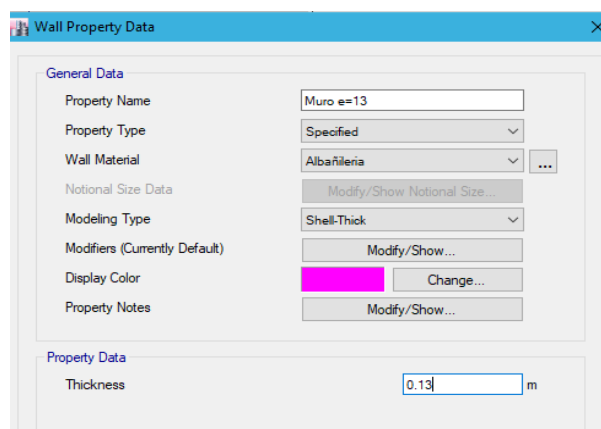 Wall Property Data
General Data
Property Name Muro e=13
Property Type Specified
Wall Material Albañileria ...
Notional Size Data Modify/Show Notional Size...
Modeling Type Shell-Thick
Modifiers (Currently Default) Modify/Show...
Display Color Change...
Property Notes Modify/Show...
Property Data
Thickness 0.13 m